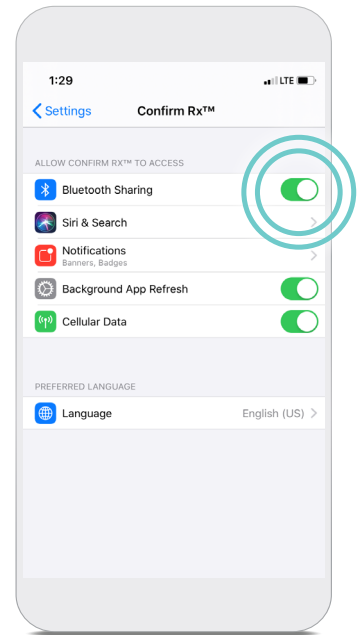 1:29 LTE
Settings Confirm Rx™
ALLOW CONFIRM RX™ TO ACCESS
Bluetooth Sharing
Siri & Search
Notifications
Banners, Badges
Background App Refresh
Cellular Data
PREFERRED LANGUAGE
Language English (US)